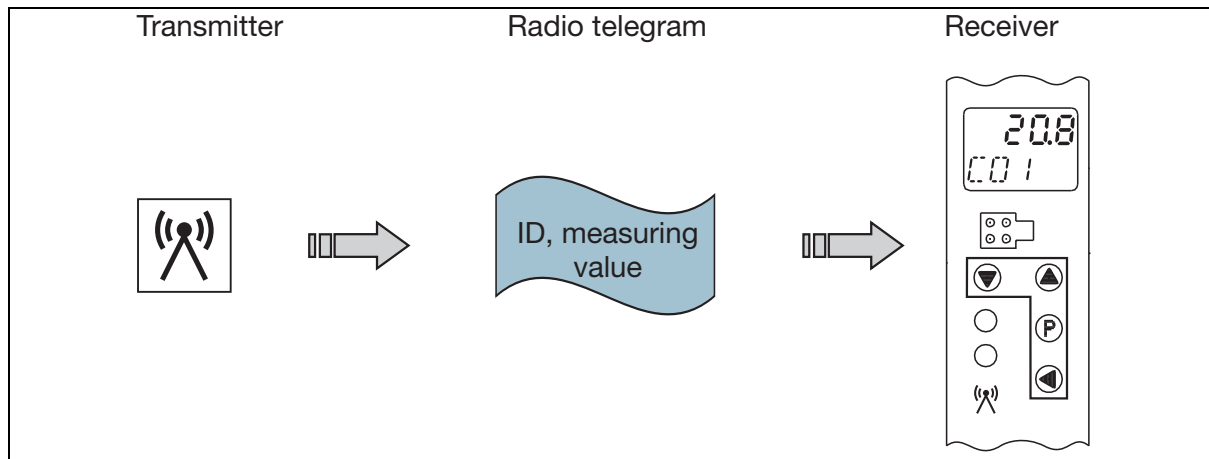 Transmitter
Radio telegram
Receiver
ID, measuring
value
20.8
C01
P